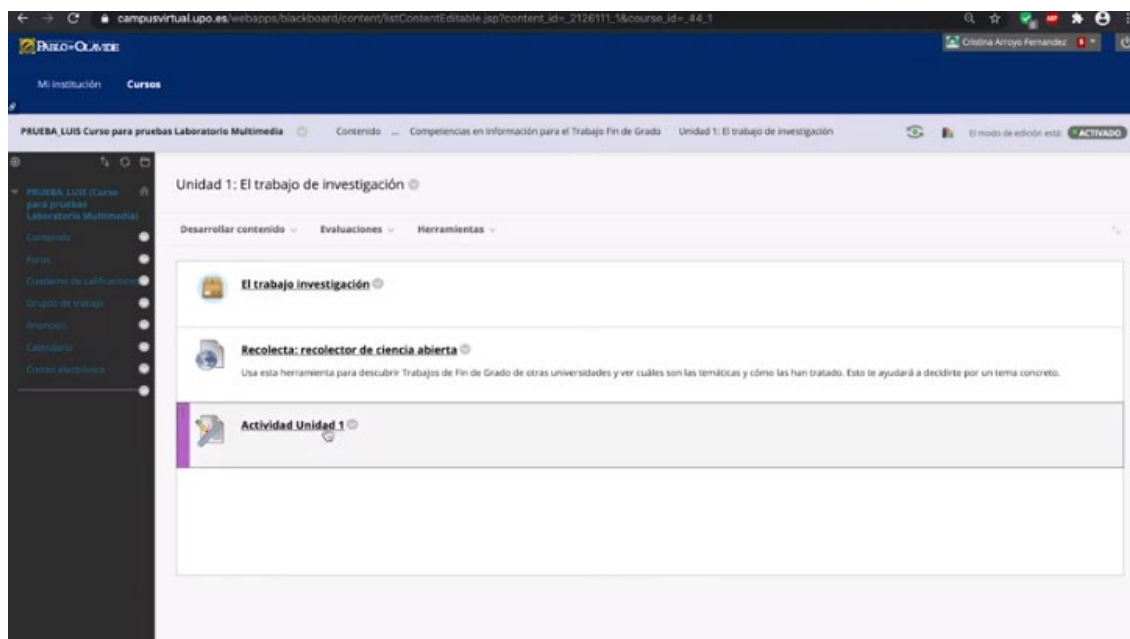 campusvirtual.upo.es/webapps/blackboard/content/listContentEditable.jsp?content_id=_2126111_1&course_id=_44_1
PABLO OLAVIDE
Cristina Arroyo Fernandez
Mi Institución Cursos
PRUEBA_LUIS Curso para pruebas Laboratorio Multimedia Contenido ... Competencias en información para el Trabajo Fin de Grado Unidad 1: El trabajo de investigación El modo de edición está: ACTIVADO
PRUEBA_LUIS (Curso
para pruebas
Laboratorio Multimedia)
Contenido
Foros
Cuaderno de calificaciones
Grupos de trabajo
Anuncios
Calendario
Correo electrónico
Unidad 1: El trabajo de investigación
Desarrollar contenido Evaluaciones Herramientas
El trabajo investigación
Recolecta: recolector de ciencia abierta
Usa esta herramienta para descubrir Trabajos de Fin de Grado de otras universidades y ver cuáles son las temáticas y cómo las han tratado. Esto te ayudará a decidirte por un tema concreto.
Actividad Unidad 1